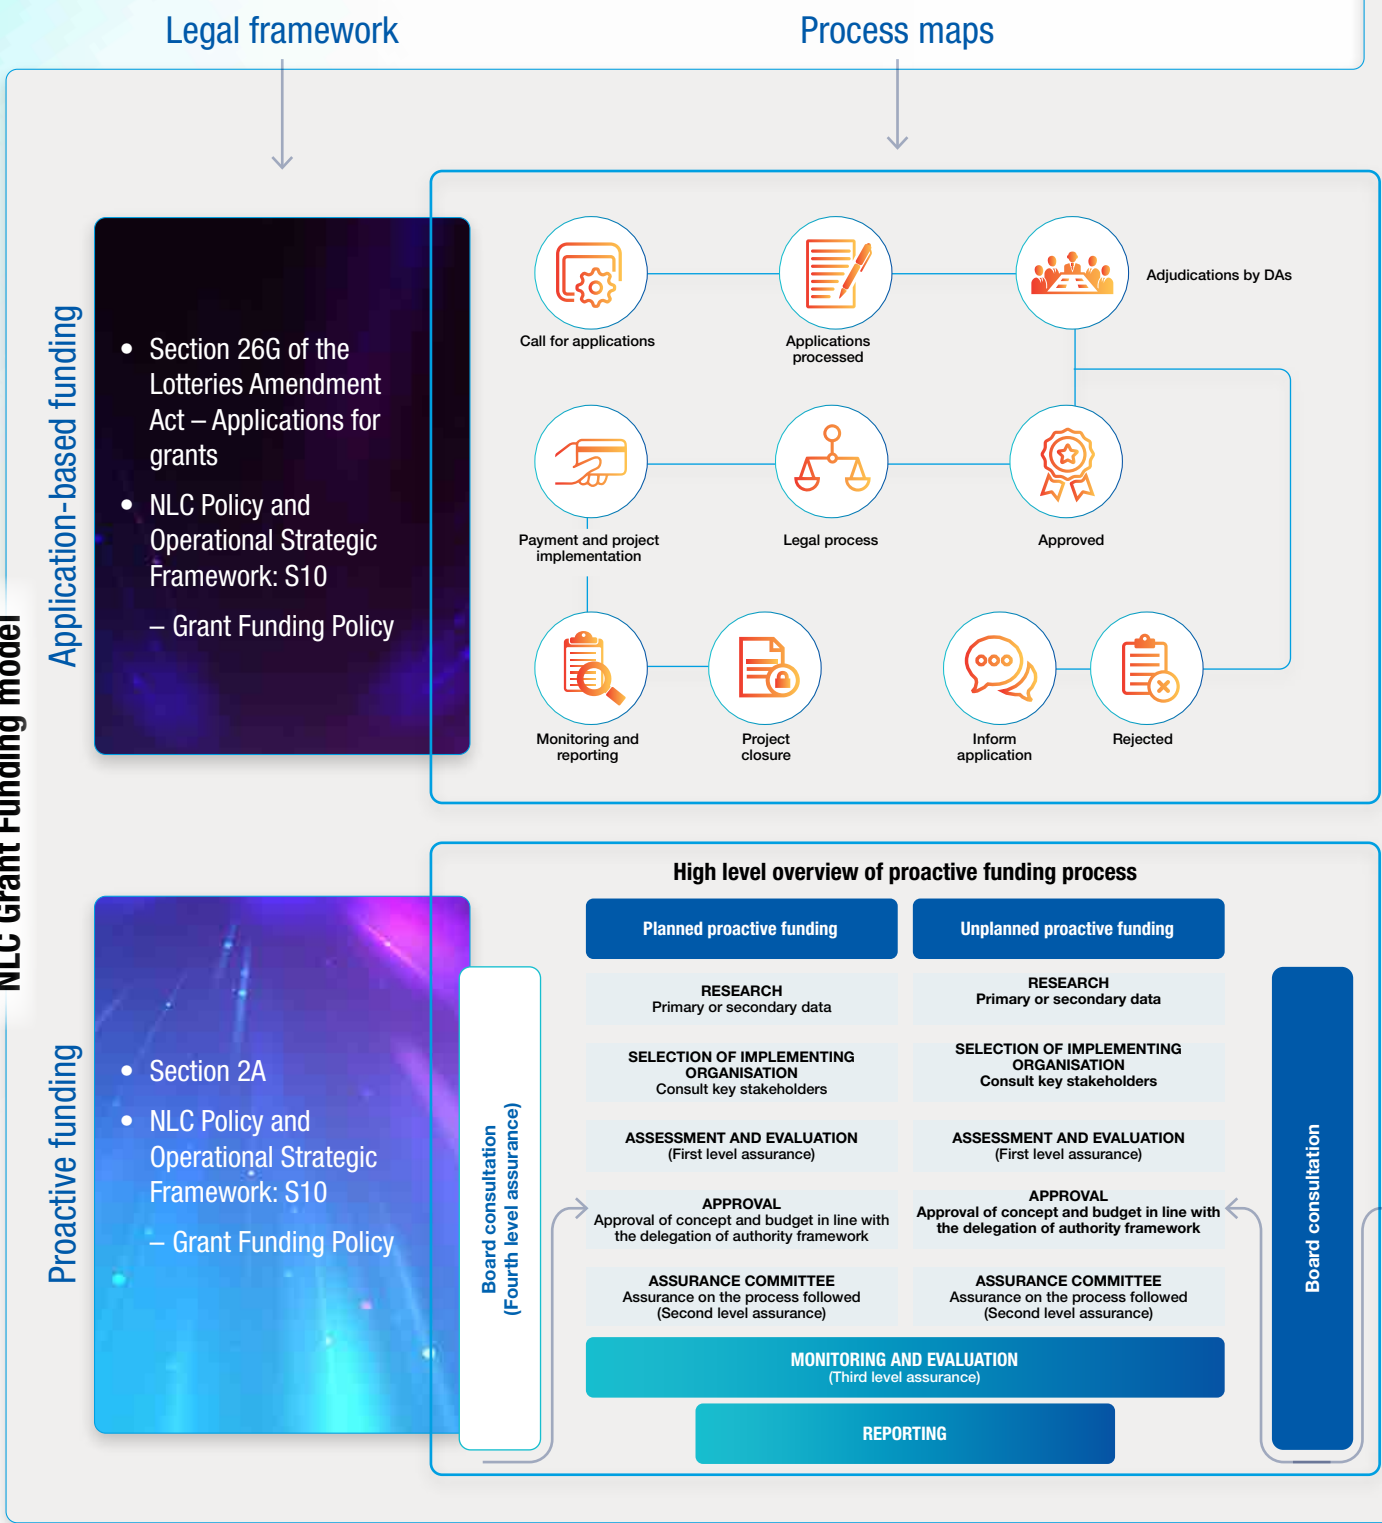 Legal framework
Process maps
NLC Grant Funding model
Application-based funding
• Section 26G of the
Lotteries Amendment
Act – Applications for
grants
• NLC Policy and
Operational Strategic
Framework: S10
– Grant Funding Policy
Call for applications
Applications
processed
Adjudications by DAs
Payment and project
implementation
Legal process
Approved
Monitoring and
reporting
Project
closure
Inform
application
Rejected
Proactive funding
• Section 2A
• NLC Policy and
Operational Strategic
Framework: S10
– Grant Funding Policy
High level overview of proactive funding process
Board consultation
(Fourth level assurance)
Planned proactive funding
RESEARCH
Primary or secondary data
SELECTION OF IMPLEMENTING
ORGANISATION
Consult key stakeholders
ASSESSMENT AND EVALUATION
(First level assurance)
APPROVAL
Approval of concept and budget in line with
the delegation of authority framework
ASSURANCE COMMITTEE
Assurance on the process followed
(Second level assurance)
Unplanned proactive funding
RESEARCH
Primary or secondary data
SELECTION OF IMPLEMENTING
ORGANISATION
Consult key stakeholders
ASSESSMENT AND EVALUATION
(First level assurance)
APPROVAL
Approval of concept and budget in line with
the delegation of authority framework
ASSURANCE COMMITTEE
Assurance on the process followed
(Second level assurance)
MONITORING AND EVALUATION
(Third level assurance)
REPORTING
Board consultation